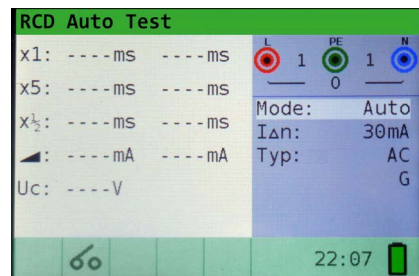 RCD Auto Test
x1: ----ms ----ms
x5: ----ms ----ms
x½: ----ms ----ms
◢: ----mA ----mA
Uc: ----V
L PE N
1 1
0
Mode: Auto
I∆n: 30mA
Typ: AC
G
22:07